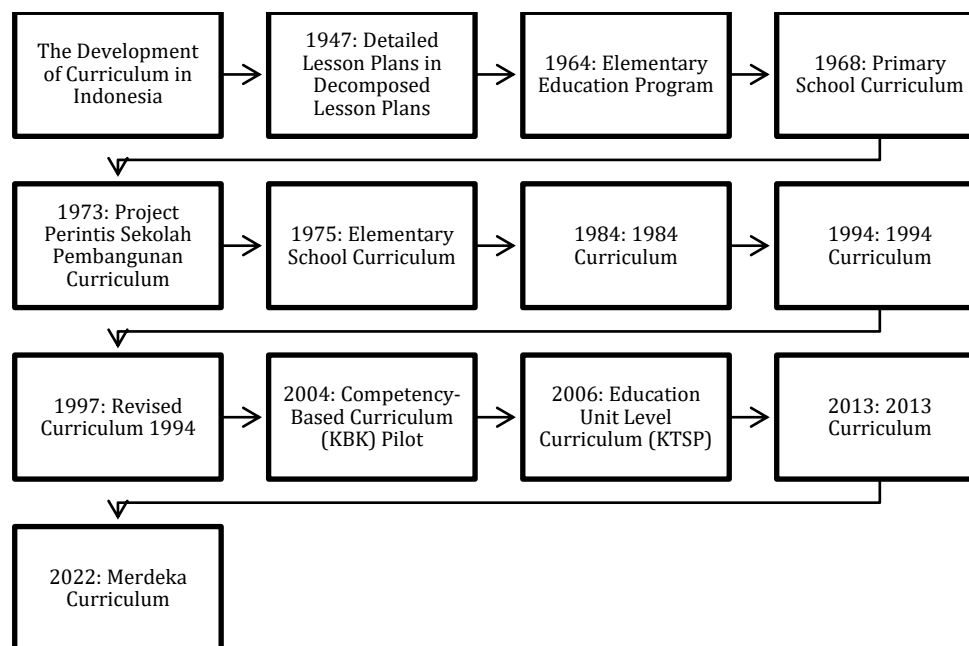 The Development
of Curriculum in
Indonesia
1947: Detailed
Lesson Plans in
Decomposed
Lesson Plans
1964: Elementary
Education Program
1968: Primary
School Curriculum
1973: Project
Perintis Sekolah
Pembangunan
Curriculum
1975: Elementary
School Curriculum
1984: 1984
Curriculum
1994: 1994
Curriculum
1997: Revised
Curriculum 1994
2004: Competency-
Based Curriculum
(KBK) Pilot
2006: Education
Unit Level
Curriculum (KTSP)
2013: 2013
Curriculum
2022: Merdeka
Curriculum